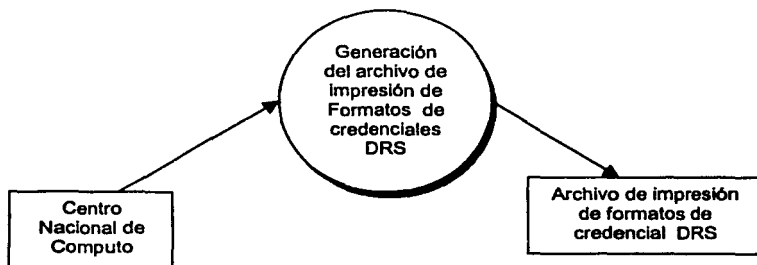 Generación
del archivo de
impresión de
Formatos de
credenciales
DRS
Centro
Nacional de
Computo
Archivo de impresión
de formatos de
credencial DRS